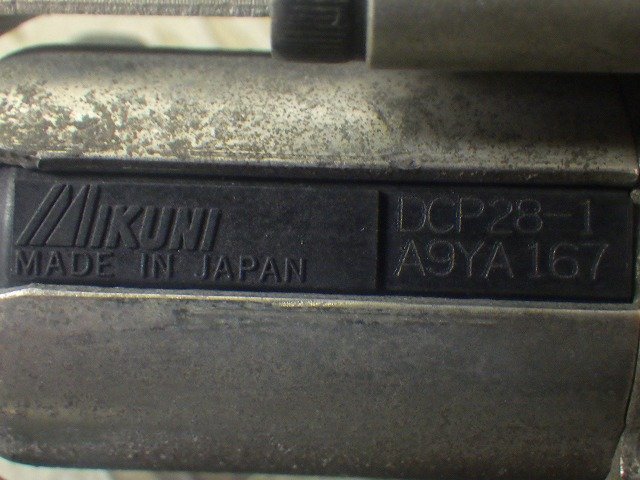 MIKUNI
MADE IN JAPAN
DCP28-1
A9YA 167